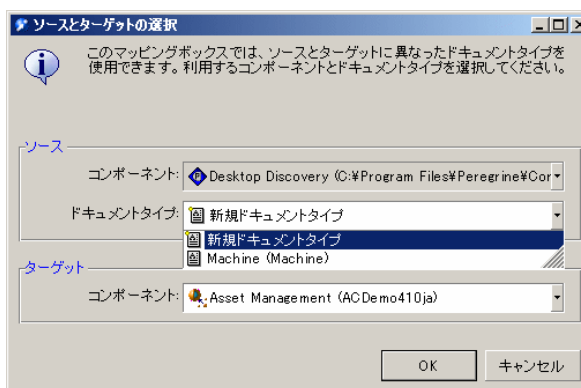 ソースとターゲットの選択
このマッピングボックスでは、ソースとターゲットに異なったドキュメントタイプを
使用できます。利用するコンポーネントとドキュメントタイプを選択してください。
ソース
コンポーネント: Desktop Discovery (C:¥Program Files¥Peregrine¥Cor
ドキュメントタイプ: 新規ドキュメントタイプ
新規ドキュメントタイプ
Machine (Machine)
ターゲット
コンポーネント: Asset Management (ACDemo410ja)
OK キャンセル